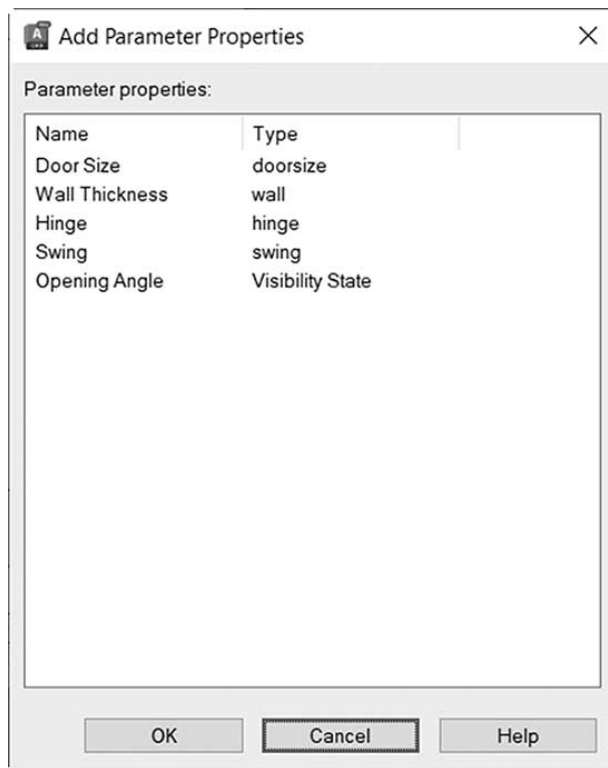 Add Parameter Properties
Parameter properties:
Name Type
Door Size doorsize
Wall Thickness wall
Hinge hinge
Swing swing
Opening Angle Visibility State
OK Cancel Help